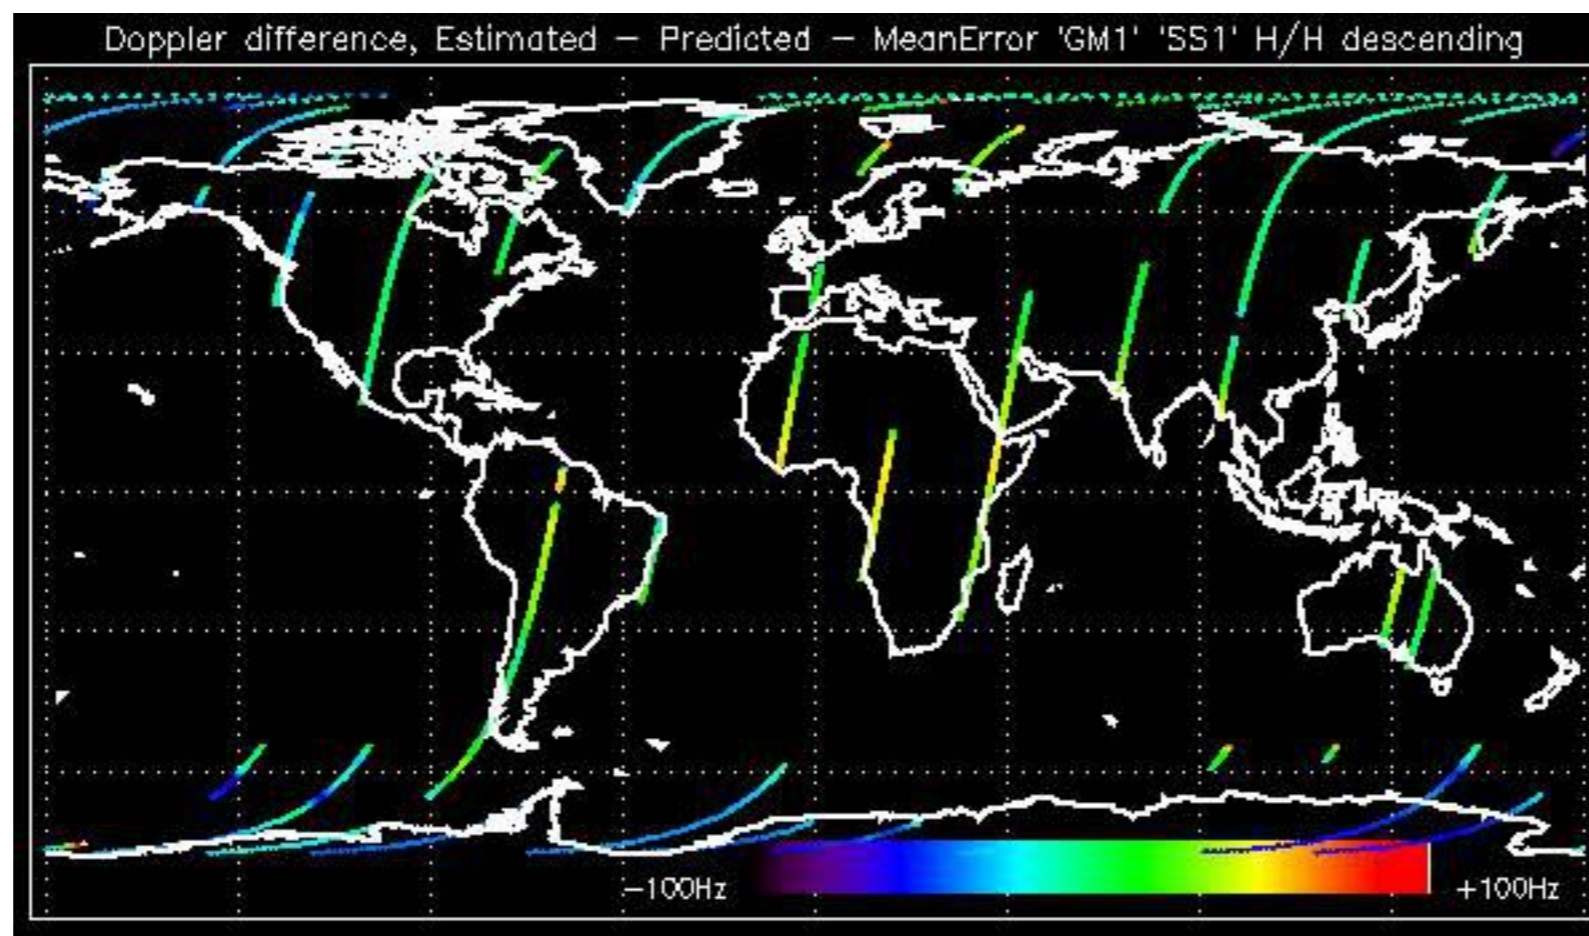 Doppler difference, Estimated – Predicted – MeanError 'GM1' 'SS1' H/H descending
–100Hz
+100Hz